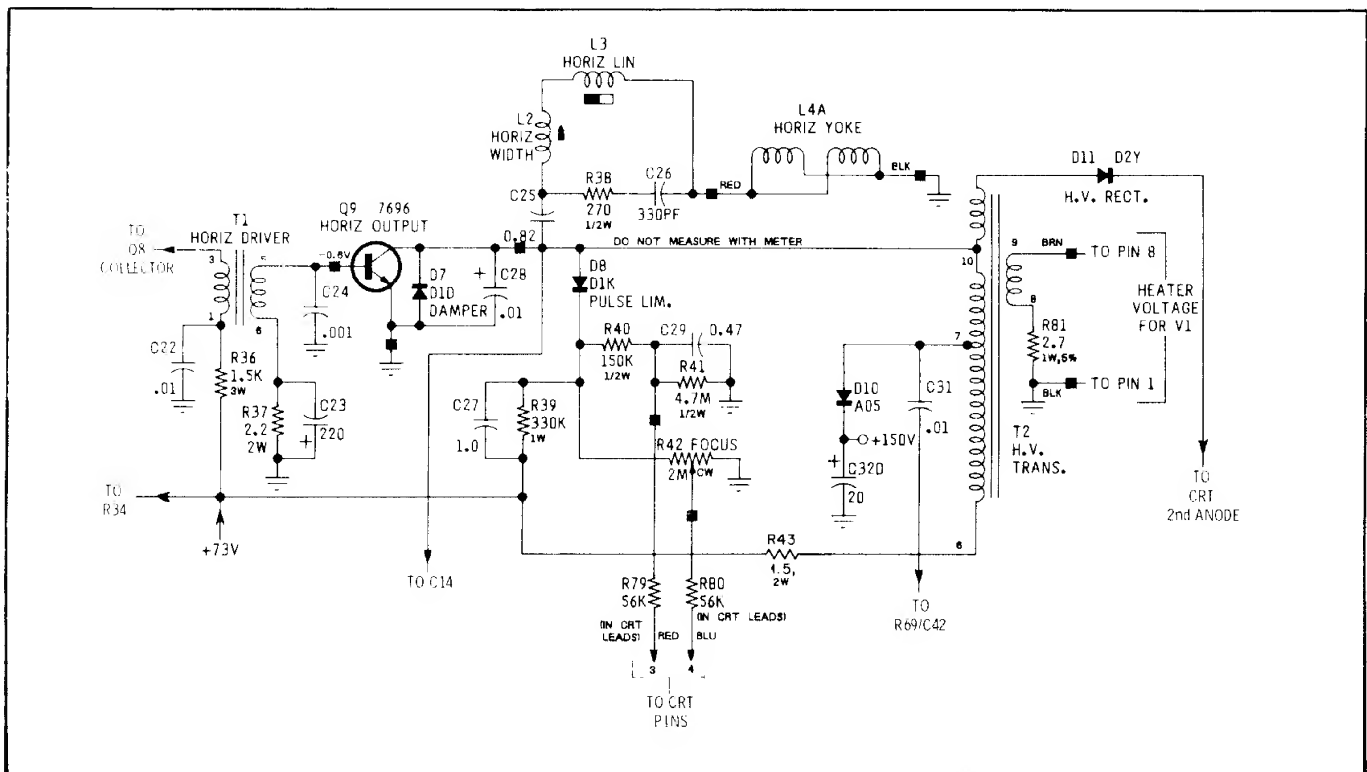 L3
HORIZ LIN
L4A
HORIZ YOKE
L2
HORIZ
WIDTH
BLK
RED
R38
270
1/2W
C26
330PF
C25
0.82
D11 D2Y
H.V. RECT.
Q9 7696
HORIZ OUTPUT
T1
HORIZ DRIVER
TO
Q8
COLLECTOR
3
5
1
6
-0.6V
DO NOT MEASURE WITH METER
10
9
BRN
TO PIN 8
HEATER
VOLTAGE
FOR V1
8
R81
2.7
1W,5%
BLK
TO PIN 1
D7
D1D
DAMPER
+
C28
.01
D8
D1K
PULSE LIM.
C24
.001
C22
.01
R36
1.5K
3W
R37
2.2
2W
C23
220
+
R40
150K
1/2W
C29
0.47
R41
4.7M
1/2W
C27
1.0
R39
330K
1W
R42 FOCUS
2M
CW
7
D10
A05
C31
.01
+150V
+
C32D
20
T2
H.V.
TRANS.
TO
CRT
2nd ANODE
TO
R34
+73V
TO C14
R43
1.5,
2W
6
R79
56K
(IN CRT
LEADS)
RED
R80
56K
(IN CRT LEADS)
BLU
TO
R69/C42
3
4
TO CRT
PINS